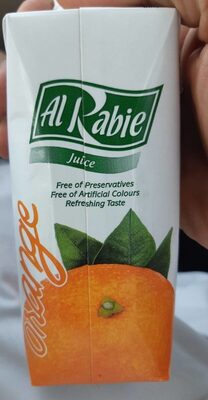 Al Rabie
Juice
Free of Preservatives
Free of Artificial Colours
Refreshing Taste
Orange